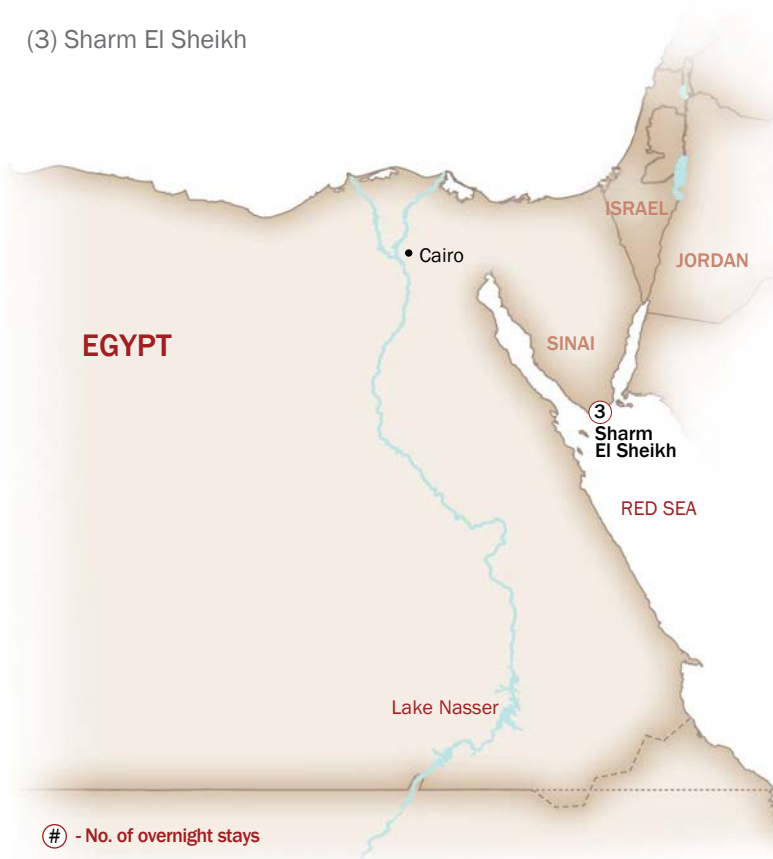 (3) Sharm El Sheikh
ISRAEL
Cairo
JORDAN
EGYPT
SINAI
3
Sharm
El Sheikh
RED SEA
Lake Nasser
# - No. of overnight stays